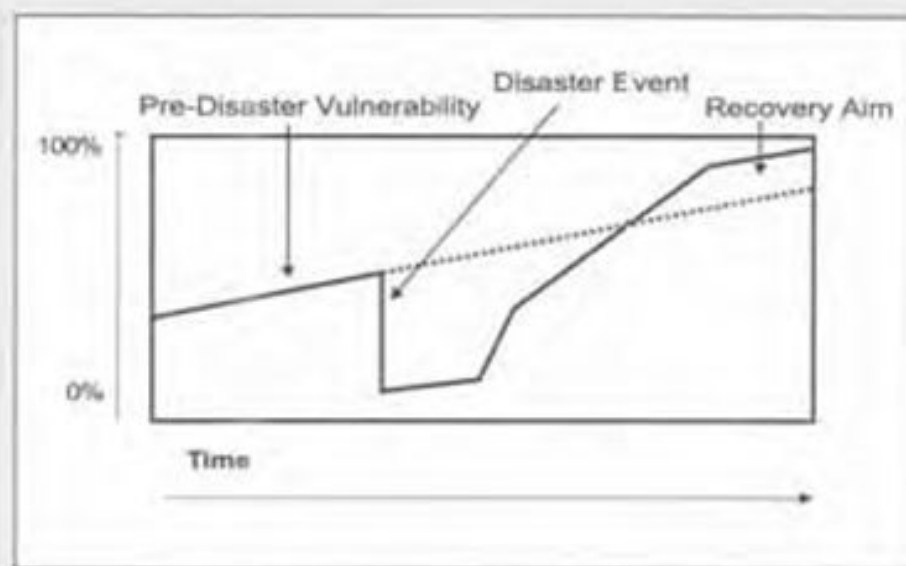 Disaster Event
Pre-Disaster Vulnerability
Recovery Aim
100%
0%
Time